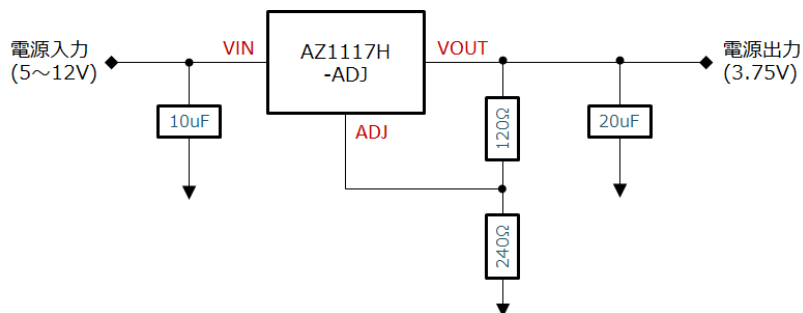 電源入力
(5～12V)
VIN
AZ1117H
-ADJ
VOUT
電源出力
(3.75V)
10uF
ADJ
120Ω
20uF
240Ω